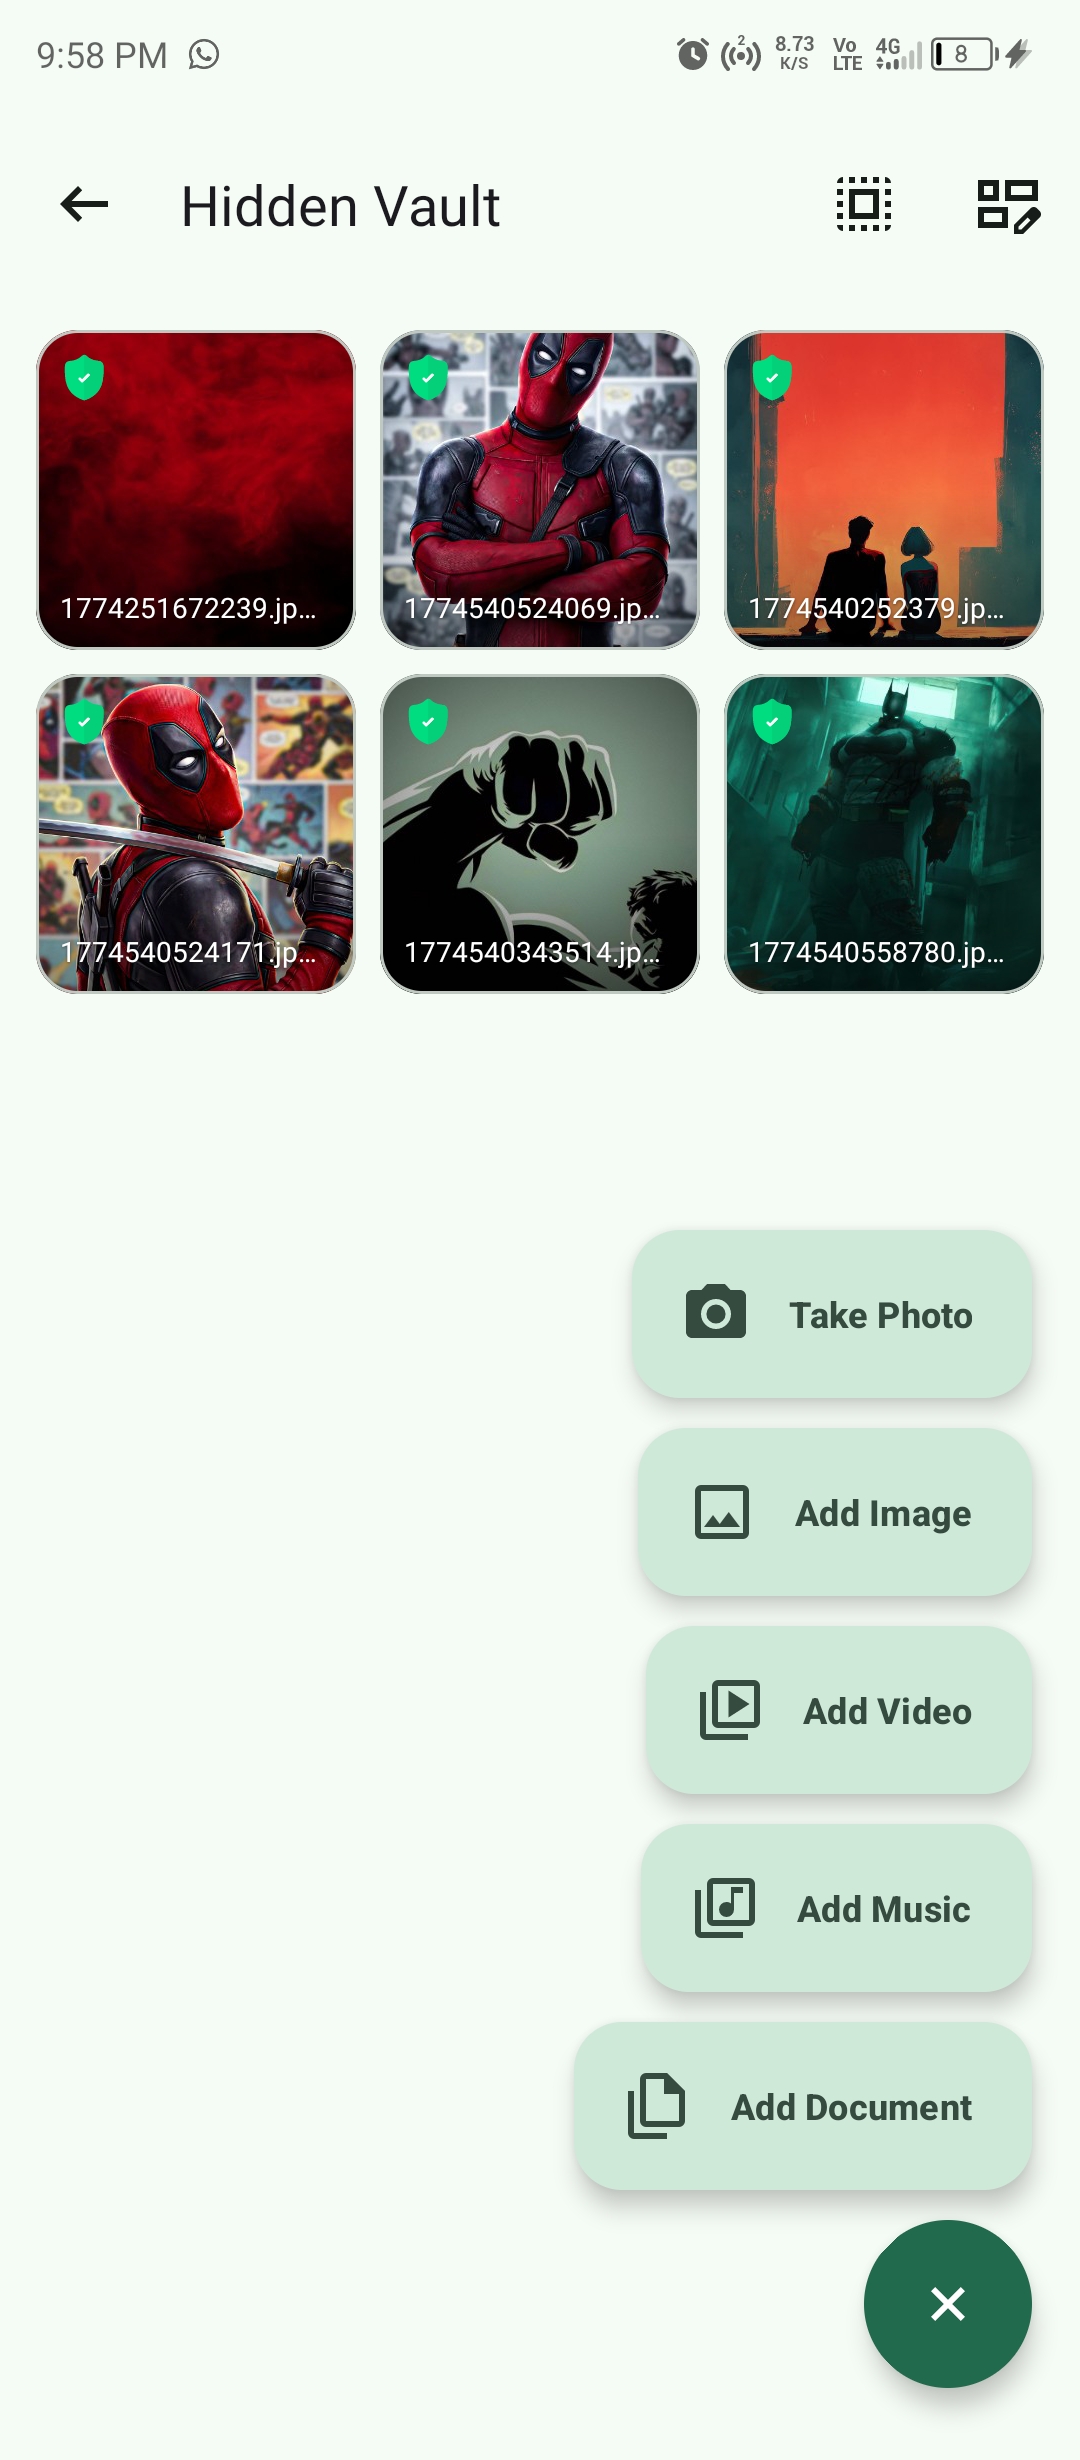 9:58 PM 2 8.73 K/S Vo LTE 4G 8
Hidden Vault
1774251672239.jp...
1774540524069.jp...
1774540252379.jp...
1774540524171.jp...
1774540343514.jp...
1774540558780.jp...
Take Photo
Add Image
Add Video
Add Music
Add Document